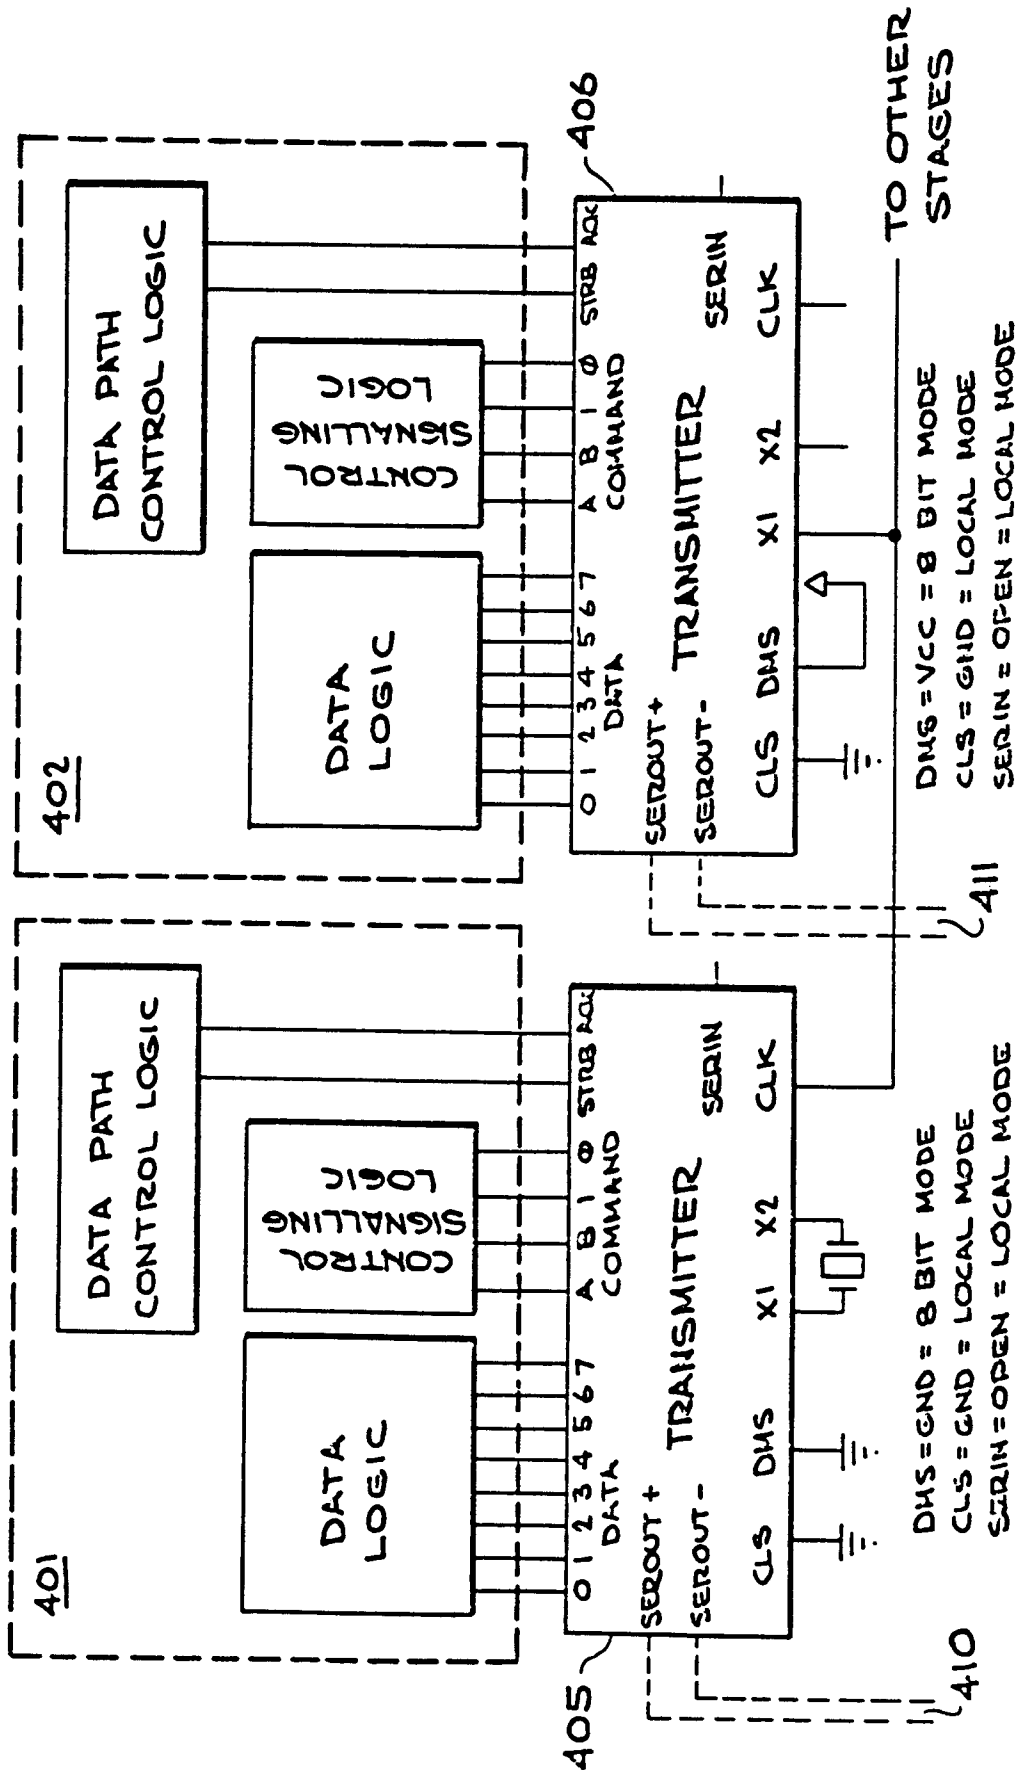 401
DATA PATH
CONTROL LOGIC
DATA
LOGIC
CONTROL
SIGNALLING
LOGIC
0 1 2 3 4 5 6 7 A B 1 0 STRB
DATA COMMAND
SEROUT+
SEROUT-
TRANSMITTER
SERIN
CLS DMS X1 X2 CLK
405
410
DMS=GND=8 BIT MODE
CLS=GND=LOCAL MODE
SERIN=OPEN=LOCAL MODE
402
DATA PATH
CONTROL LOGIC
DATA
LOGIC
CONTROL
SIGNALLING
LOGIC
0 1 2 3 4 5 6 7 A B 1 0 STRB ACK
DATA COMMAND
SEROUT+
SEROUT-
TRANSMITTER
SERIN
CLS DMS X1 X2 CLK
406
411
TO OTHER
STAGES
DMS=VCC=8 BIT MODE
CLS=GND=LOCAL MODE
SERIN=OPEN=LOCAL MODE